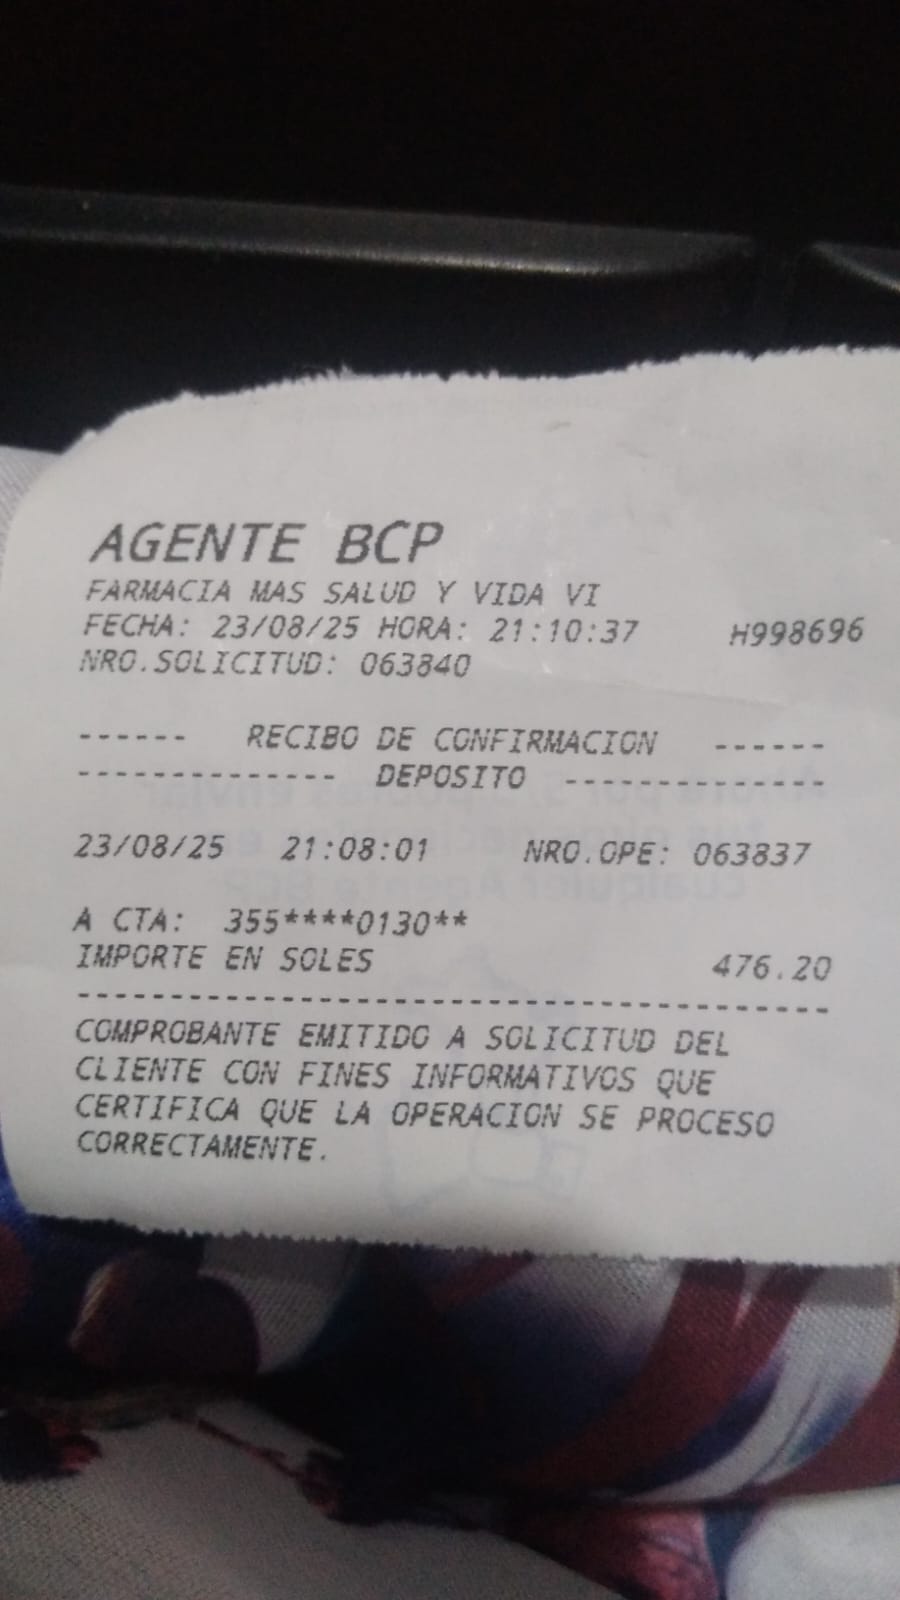 AGENTE BCP
FARMACIA MAS SALUD Y VIDA VI
FECHA: 23/08/25 HORA: 21:10:37 H998696
NRO.SOLICITUD: 063840
------ RECIBO DE CONFIRMACION ------
-------------- DEPOSITO --------------
23/08/25 21:08:01 NRO.OPE: 063837
A CTA: 355****0130**
IMPORTE EN SOLES 476.20
-----------------------------------------
COMPROBANTE EMITIDO A SOLICITUD DEL
CLIENTE CON FINES INFORMATIVOS QUE
CERTIFICA QUE LA OPERACION SE PROCESO
CORRECTAMENTE.